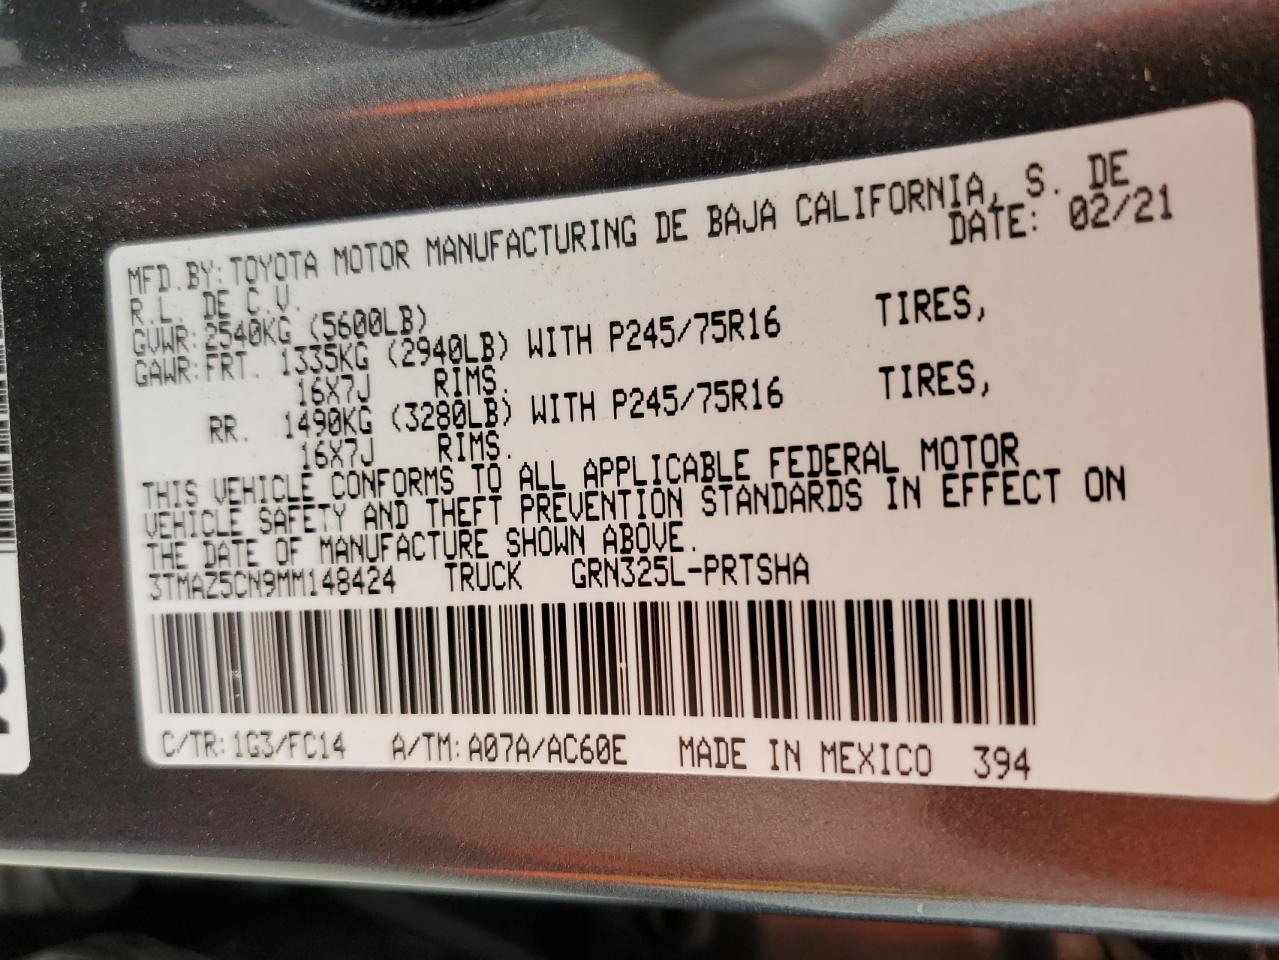 MFD.BY:TOYOTA MOTOR MANUFACTURING DE BAJA CALIFORNIA, S. DE
R.L. DE C.V. DATE: 02/21
GVWR:2540KG (5600LB)
GAWR:FRT. 1335KG (2940LB) WITH P245/75R16 TIRES,
16X7J RIMS.
RR. 1490KG (3280LB) WITH P245/75R16 TIRES,
16X7J RIMS.
THIS VEHICLE CONFORMS TO ALL APPLICABLE FEDERAL MOTOR
VEHICLE SAFETY AND THEFT PREVENTION STANDARDS IN EFFECT ON
THE DATE OF MANUFACTURE SHOWN ABOVE.
3TMAZ5CN9MM148424 TRUCK GRN325L-PRTSHA
C/TR:1G3/FC14 A/TM:A07A/AC60E MADE IN MEXICO 394